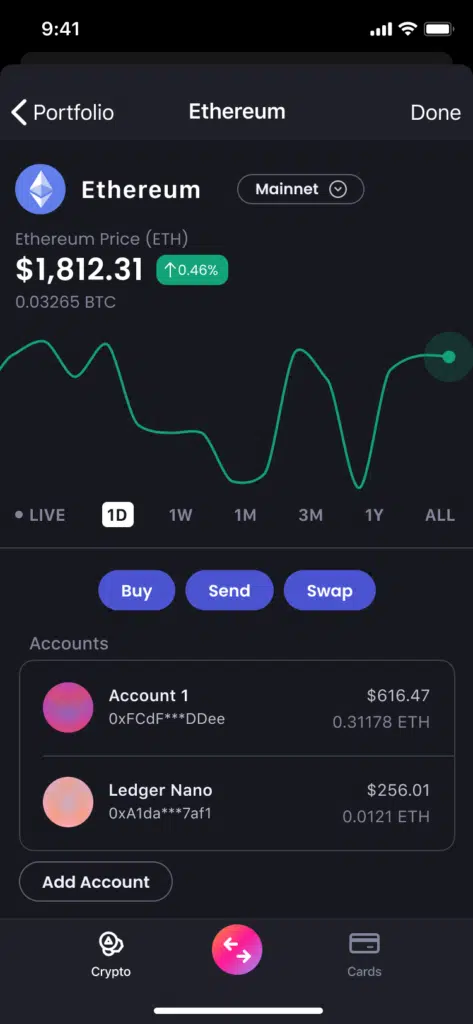 9:41
Portfolio Ethereum Done
Ethereum Mainnet
Ethereum Price (ETH)
$1,812.31 ↑0.46%
0.03265 BTC
LIVE 1D 1W 1M 3M 1Y ALL
Buy Send Swap
Accounts
Account 1 $616.47
0xFCdF***DDee 0.31178 ETH
Ledger Nano $256.01
0xA1da***7af1 0.0121 ETH
Add Account
Crypto Cards